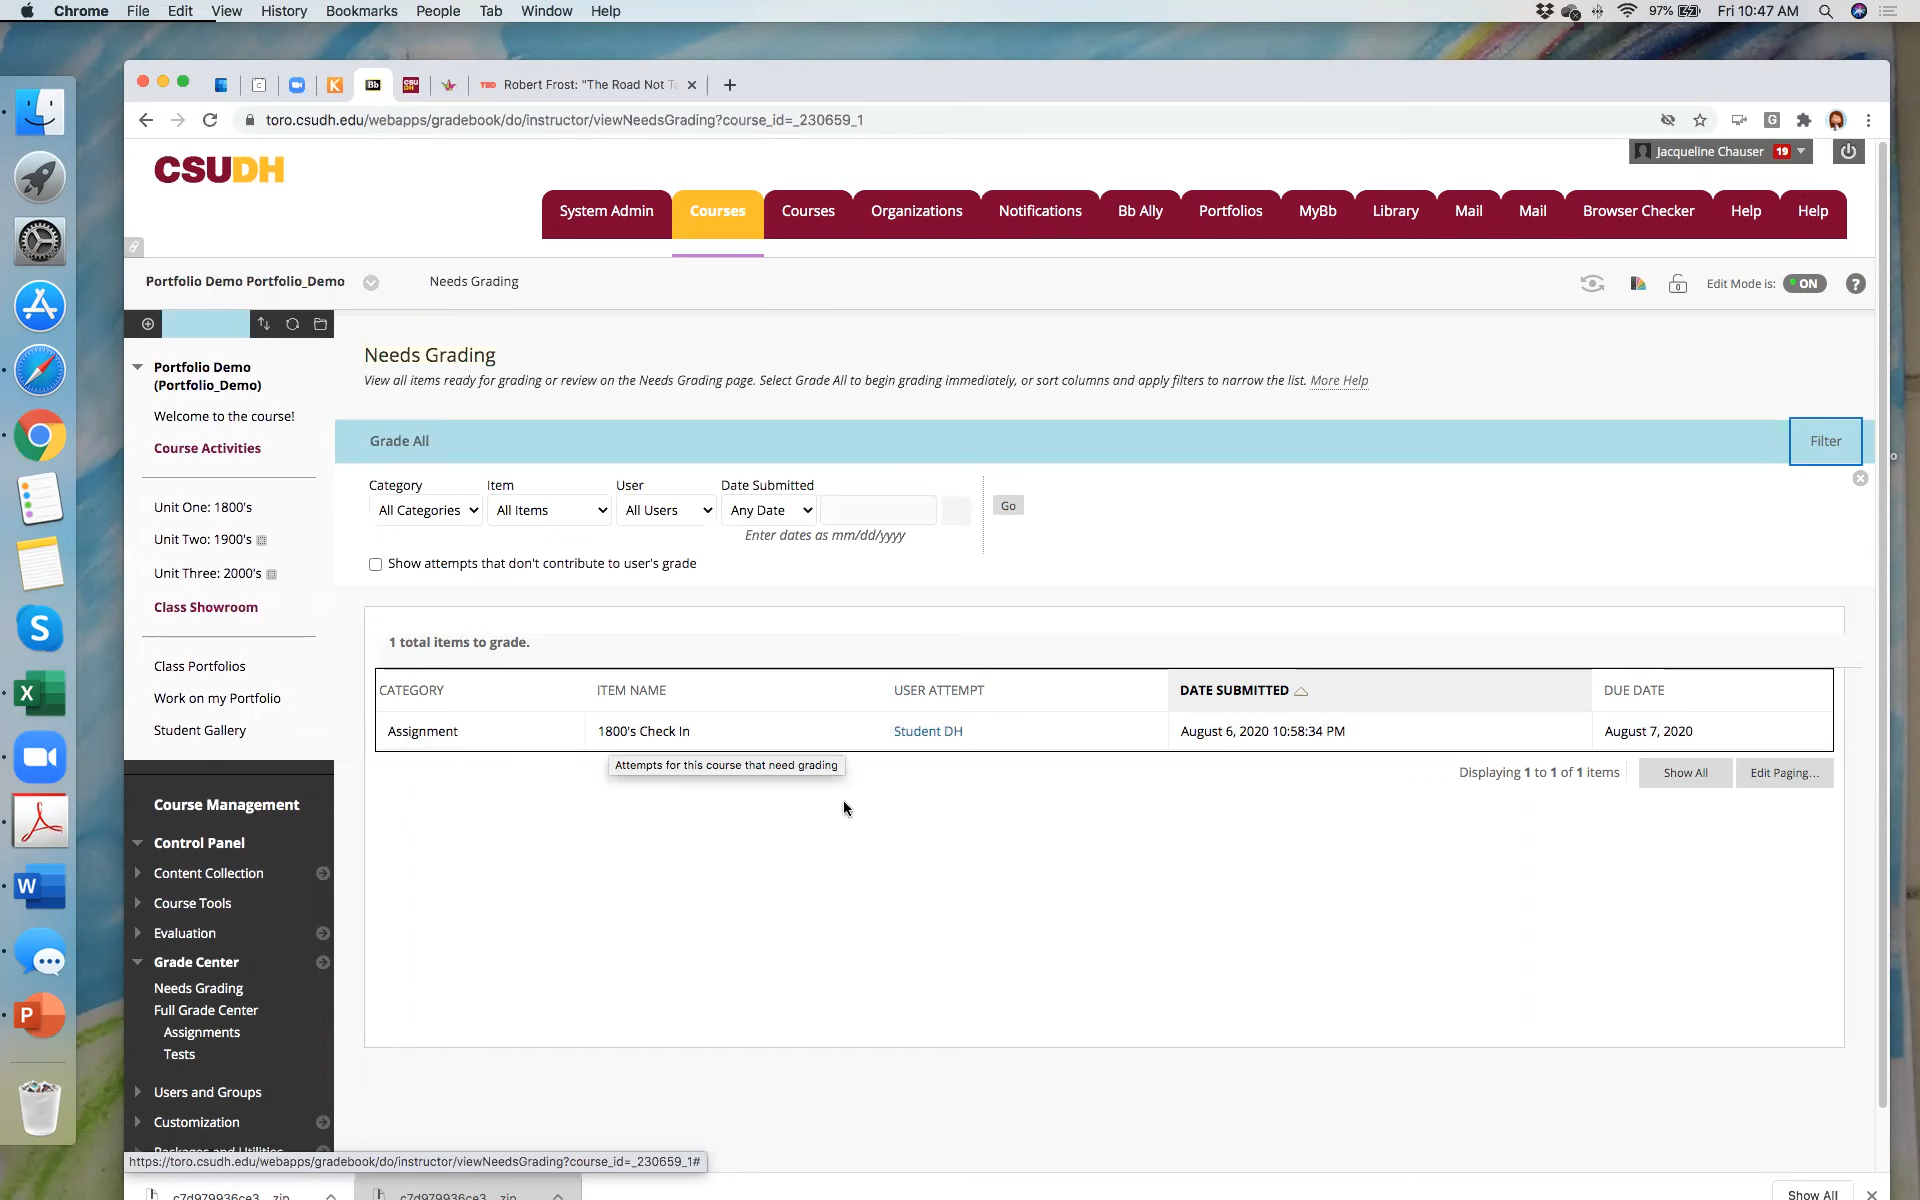 Chrome File Edit View History Bookmarks People Tab Window Help 97% Fri 10:47 AM
Bb CSU DH TED Robert Frost: "The Road Not Ta
toro.csudh.edu/webapps/gradebook/do/instructor/viewNeedsGrading?course_id=_230659_1
CSUDH
Jacqueline Chauser 19
System Admin Courses Courses Organizations Notifications Bb Ally Portfolios MyBb Library Mail Mail Browser Checker Help Help
Portfolio Demo Portfolio_Demo Needs Grading Edit Mode is: ON ?
Portfolio Demo
(Portfolio_Demo)
Welcome to the course!
Course Activities
Unit One: 1800's
Unit Two: 1900's
Unit Three: 2000's
Class Showroom
Class Portfolios
Work on my Portfolio
Student Gallery
Course Management
Control Panel
Content Collection
Course Tools
Evaluation
Grade Center
Needs Grading
Full Grade Center
Assignments
Tests
Users and Groups
Customization
Packages and Utilities
Needs Grading
View all items ready for grading or review on the Needs Grading page. Select Grade All to begin grading immediately, or sort columns and apply filters to narrow the list. More Help
Grade All Filter
Category Item User Date Submitted
All Categories All Items All Users Any Date Go
Enter dates as mm/dd/yyyy
Show attempts that don't contribute to user's grade
1 total items to grade.
CATEGORY ITEM NAME USER ATTEMPT DATE SUBMITTED DUE DATE
Assignment 1800's Check In Student DH August 6, 2020 10:58:34 PM August 7, 2020
Attempts for this course that need grading
Displaying 1 to 1 of 1 items Show All Edit Paging...
https://toro.csudh.edu/webapps/gradebook/do/instructor/viewNeedsGrading?course_id=_230659_1#
c7d979936ce3....zip c7d979936ce3....zip Show All